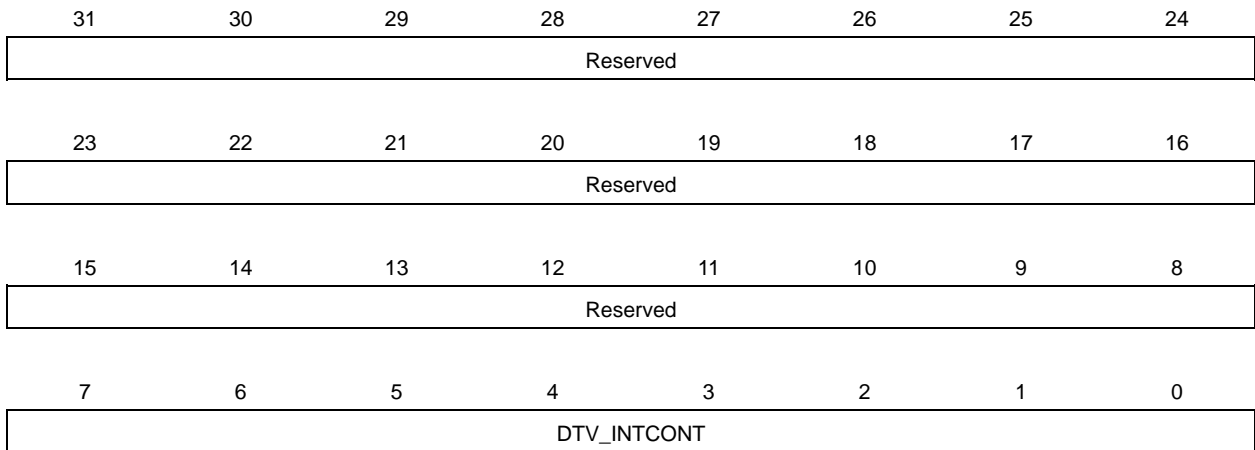 31 30 29 28 27 26 25 24
Reserved
23 22 21 20 19 18 17 16
Reserved
15 14 13 12 11 10 9 8
Reserved
7 6 5 4 3 2 1 0
DTV_INTCONT